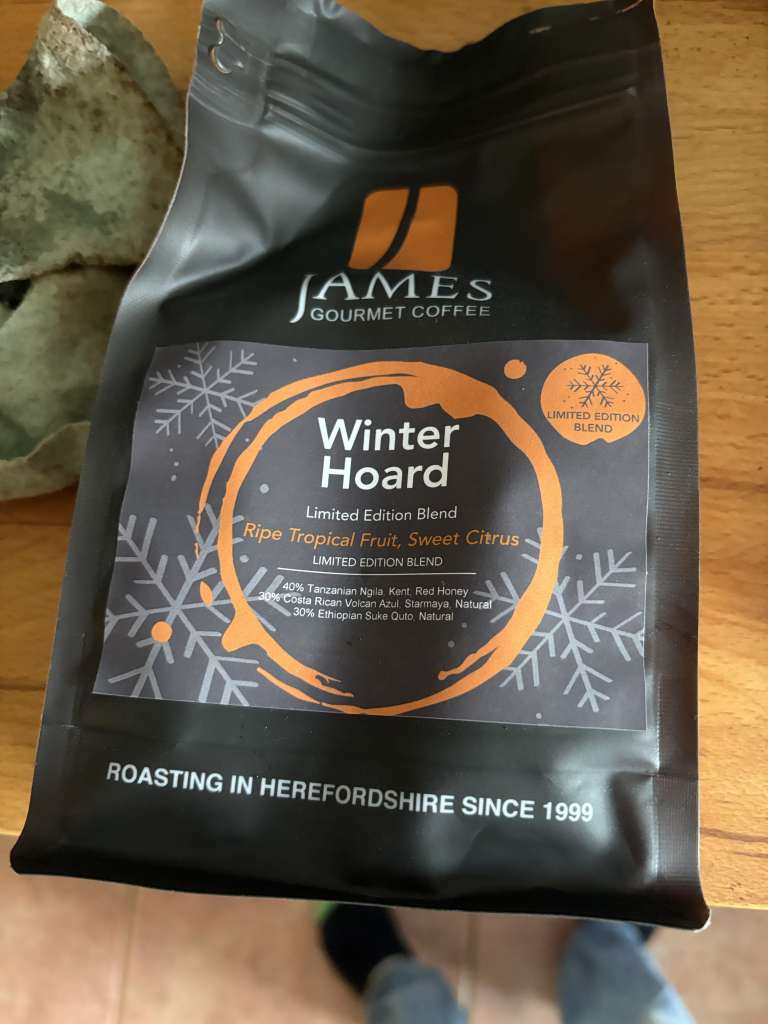 JAMES
GOURMET COFFEE
LIMITED EDITION
BLEND
Winter
Hoard
Limited Edition Blend
Ripe Tropical Fruit, Sweet Citrus
LIMITED EDITION BLEND
40% Tanzanian Ngila, Kent, Red Honey
30% Costa Rican Volcan Azul, Starmaya, Natural
30% Ethiopian Suke Quto, Natural
ROASTING IN HEREFORDSHIRE SINCE 1999